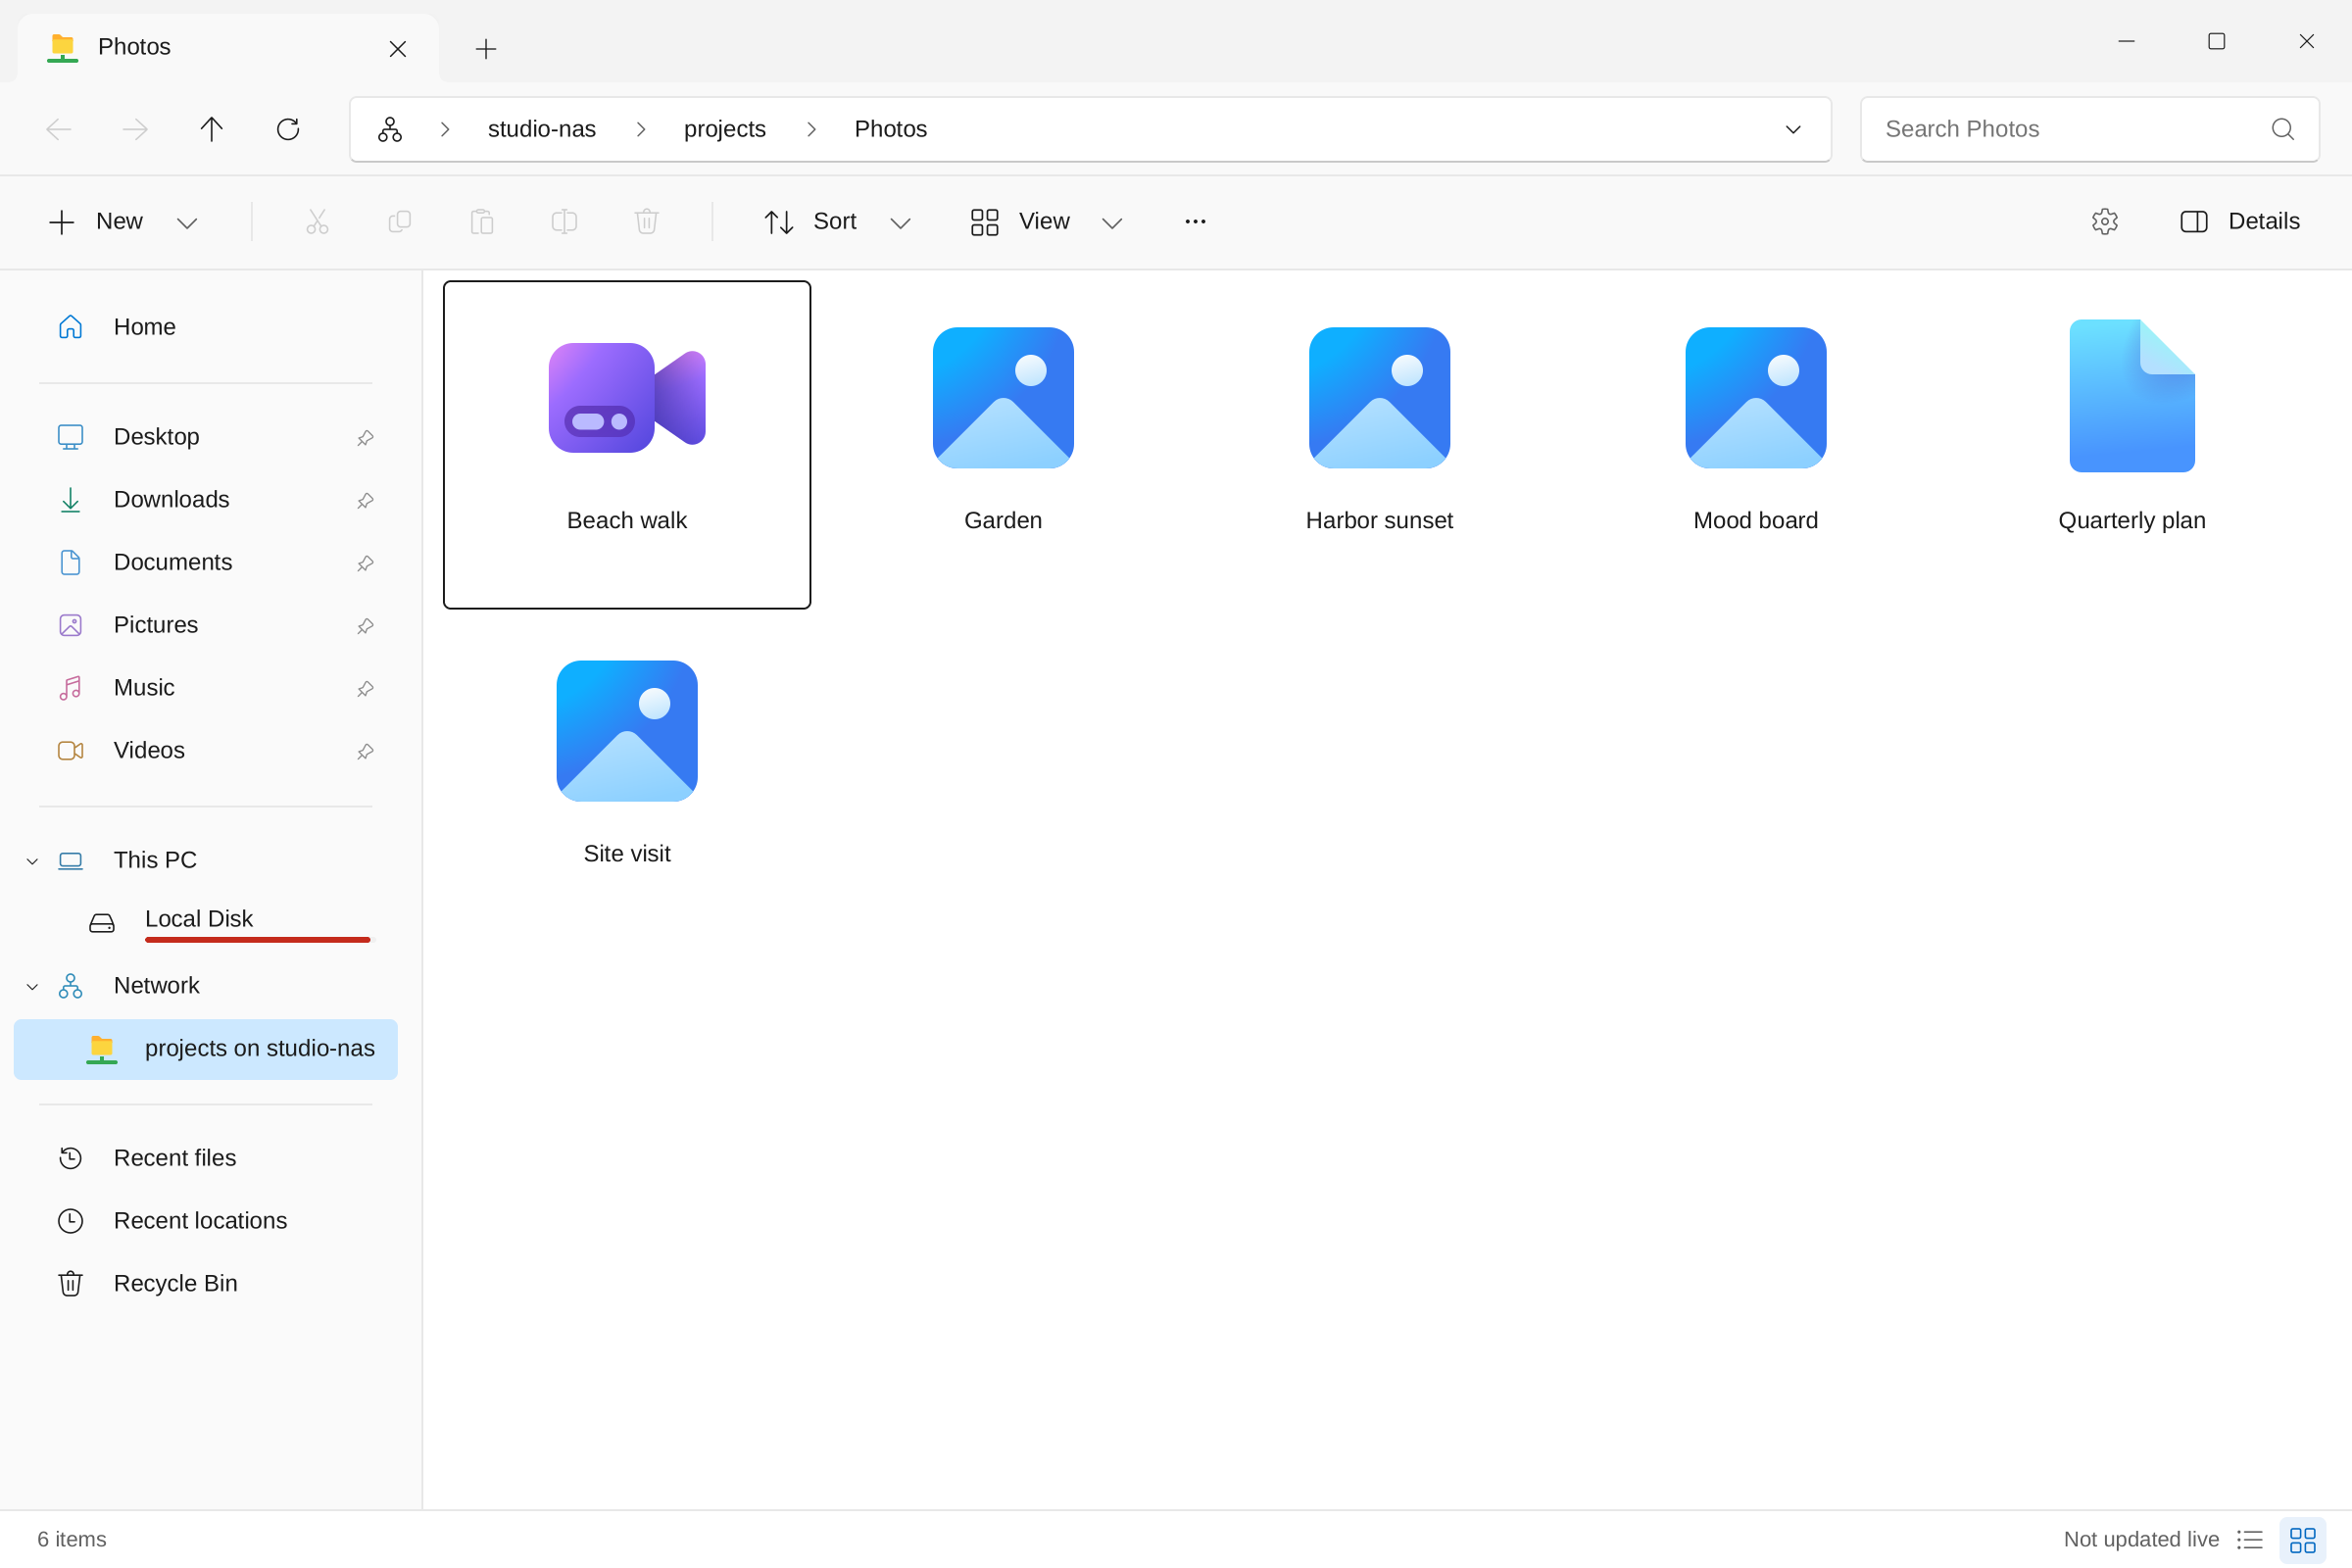 Photos
studio-nas projects Photos
Search Photos
New Sort View Details
Home
Desktop
Downloads
Documents
Pictures
Music
Videos
This PC
Local Disk
Network
projects on studio-nas
Recent files
Recent locations
Recycle Bin
Beach walk Garden Harbor sunset Mood board Quarterly plan
Site visit
6 items
Not updated live